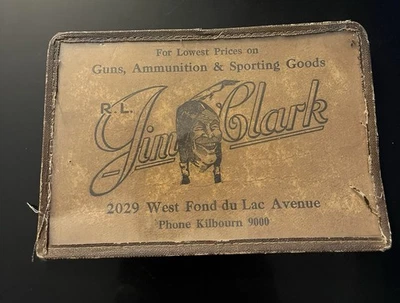 For Lowest Prices on
Guns, Ammunition & Sporting Goods
R.L.
Jim Clark
2029 West Fond du Lac Avenue
Phone Kilbourn 9000